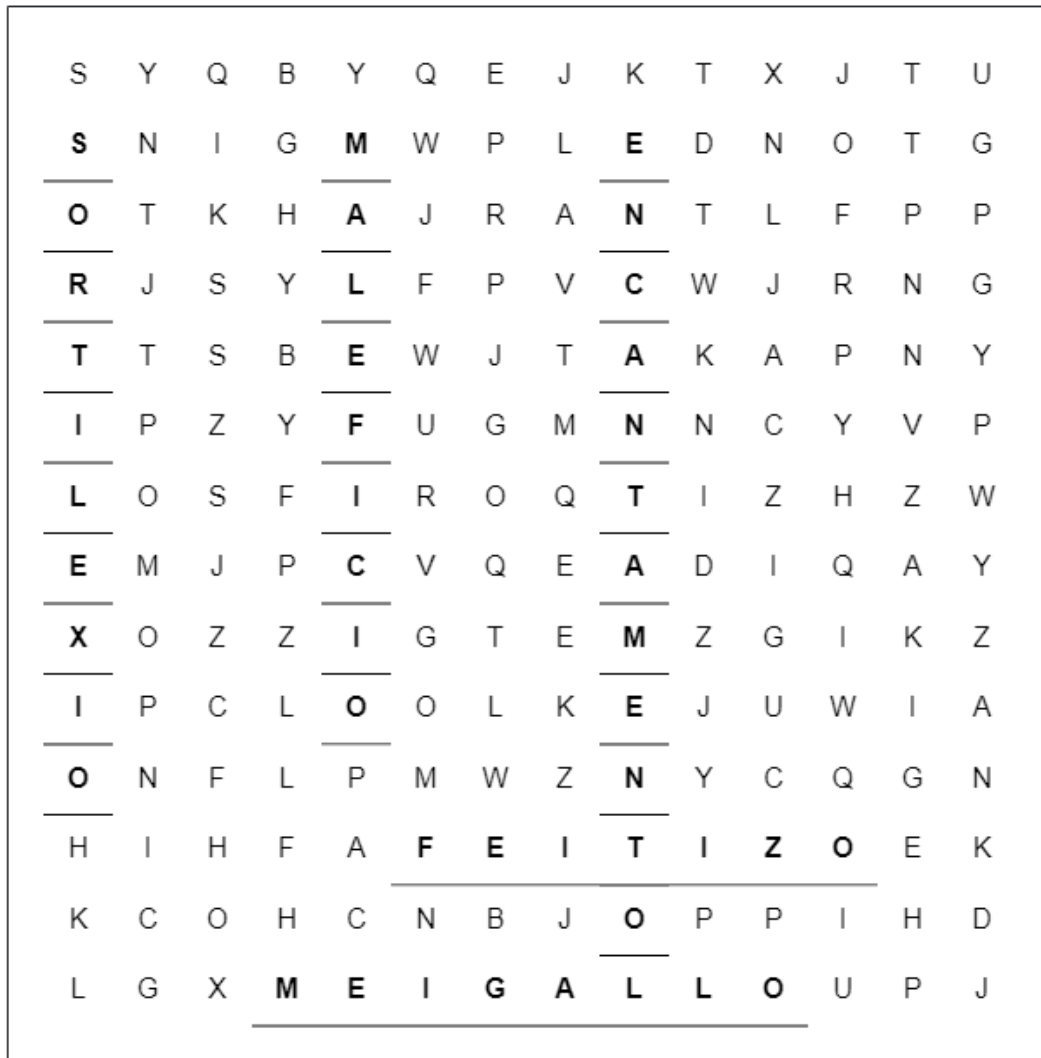 S Y Q B Y Q E J K T X J T U
S N I G M W P L E D N O T G
O T K H A J R A N T L F P P
R J S Y L F P V C W J R N G
T T S B E W J T A K A P N Y
I P Z Y F U G M N N C Y V P
L O S F I R O Q T I Z H Z W
E M J P C V Q E A D I Q A Y
X O Z Z I G T E M Z G I K Z
I P C L O O L K E J U W I A
O N F L P M W Z N Y C Q G N
H I H F A F E I T I Z O E K
K C O H C N B J O P P I H D
L G X M E I G A L L O U P J